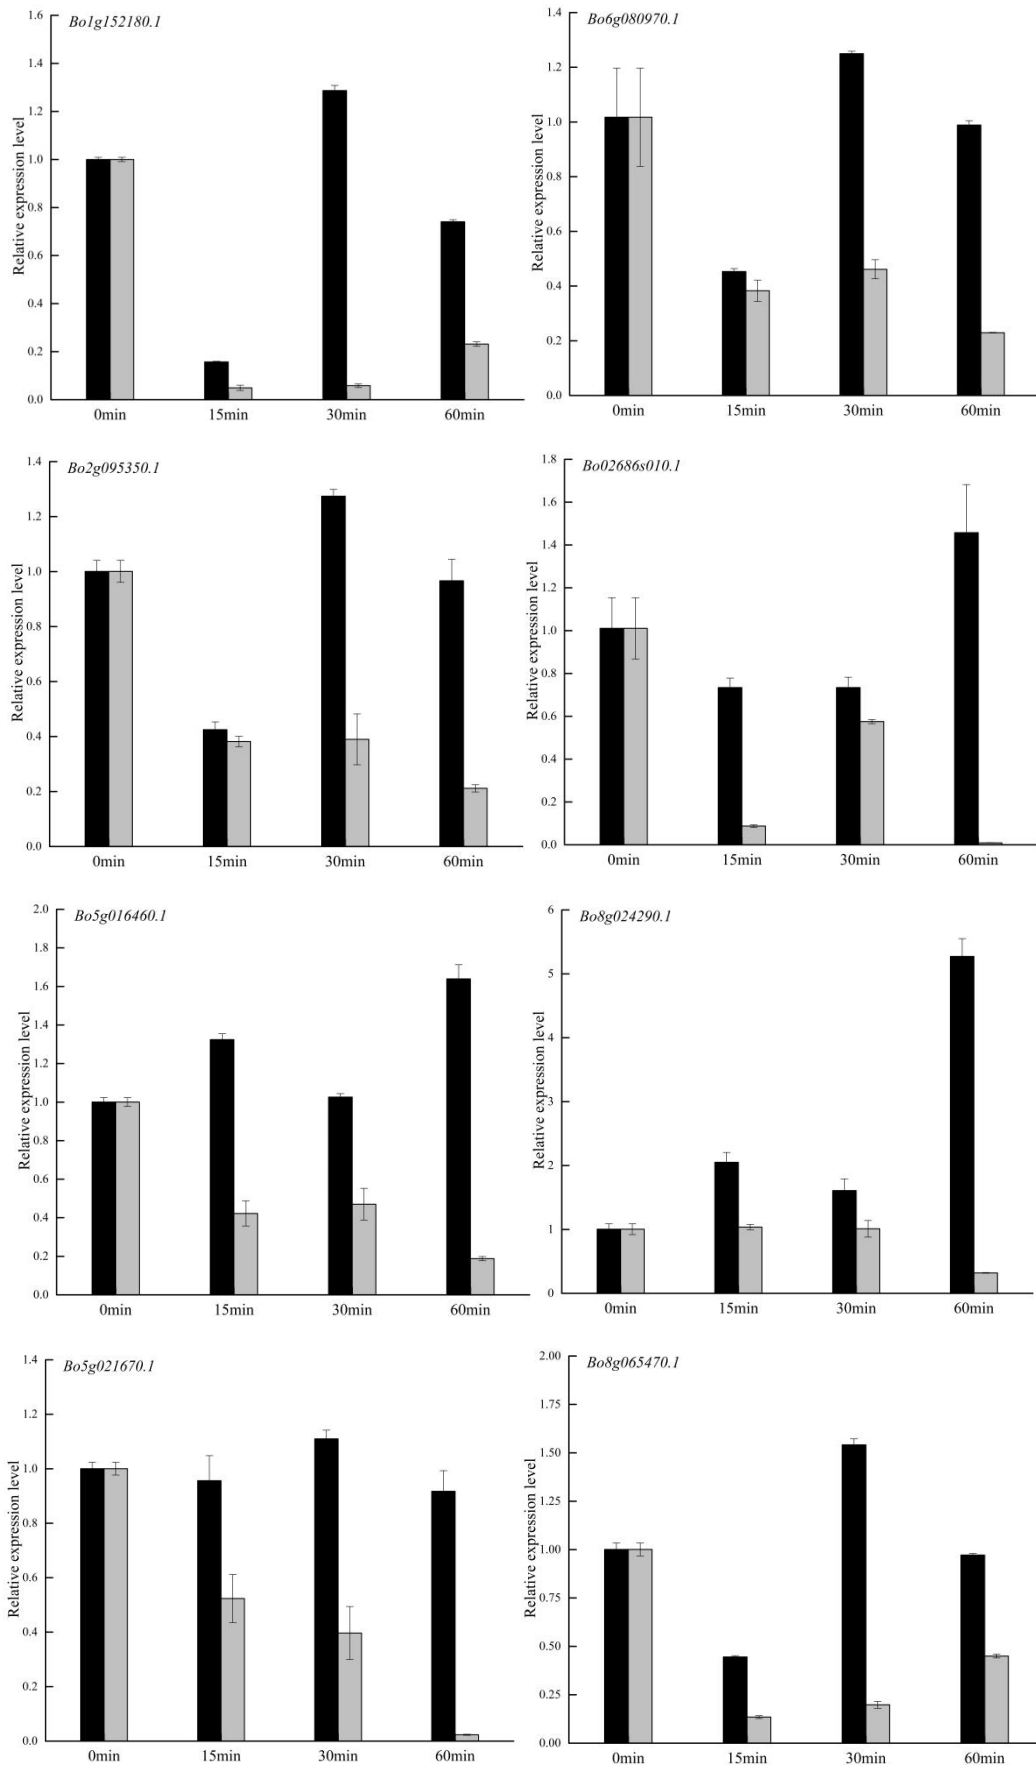 Bo1g152180.1
Relative expression level
1.6
1.4
1.2
1.0
0.8
0.6
0.4
0.2
0.0
0min 15min 30min 60min
Bo6g080970.1
Relative expression level
1.4
1.2
1.0
0.8
0.6
0.4
0.2
0.0
0min 15min 30min 60min
Bo2g095350.1
Relative expression level
1.4
1.2
1.0
0.8
0.6
0.4
0.2
0.0
0min 15min 30min 60min
Bo02686s010.1
Relative expression level
1.8
1.6
1.4
1.2
1.0
0.8
0.6
0.4
0.2
0.0
0min 15min 30min 60min
Bo5g016460.1
Relative expression level
2.0
1.8
1.6
1.4
1.2
1.0
0.8
0.6
0.4
0.2
0.0
0min 15min 30min 60min
Bo8g024290.1
Relative expression level
6
5
4
3
2
1
0
0min 15min 30min 60min
Bo5g021670.1
Relative expression level
1.4
1.2
1.0
0.8
0.6
0.4
0.2
0.0
0min 15min 30min 60min
Bo8g065470.1
Relative expression level
2.00
1.75
1.50
1.25
1.00
0.75
0.50
0.25
0.00
0min 15min 30min 60min